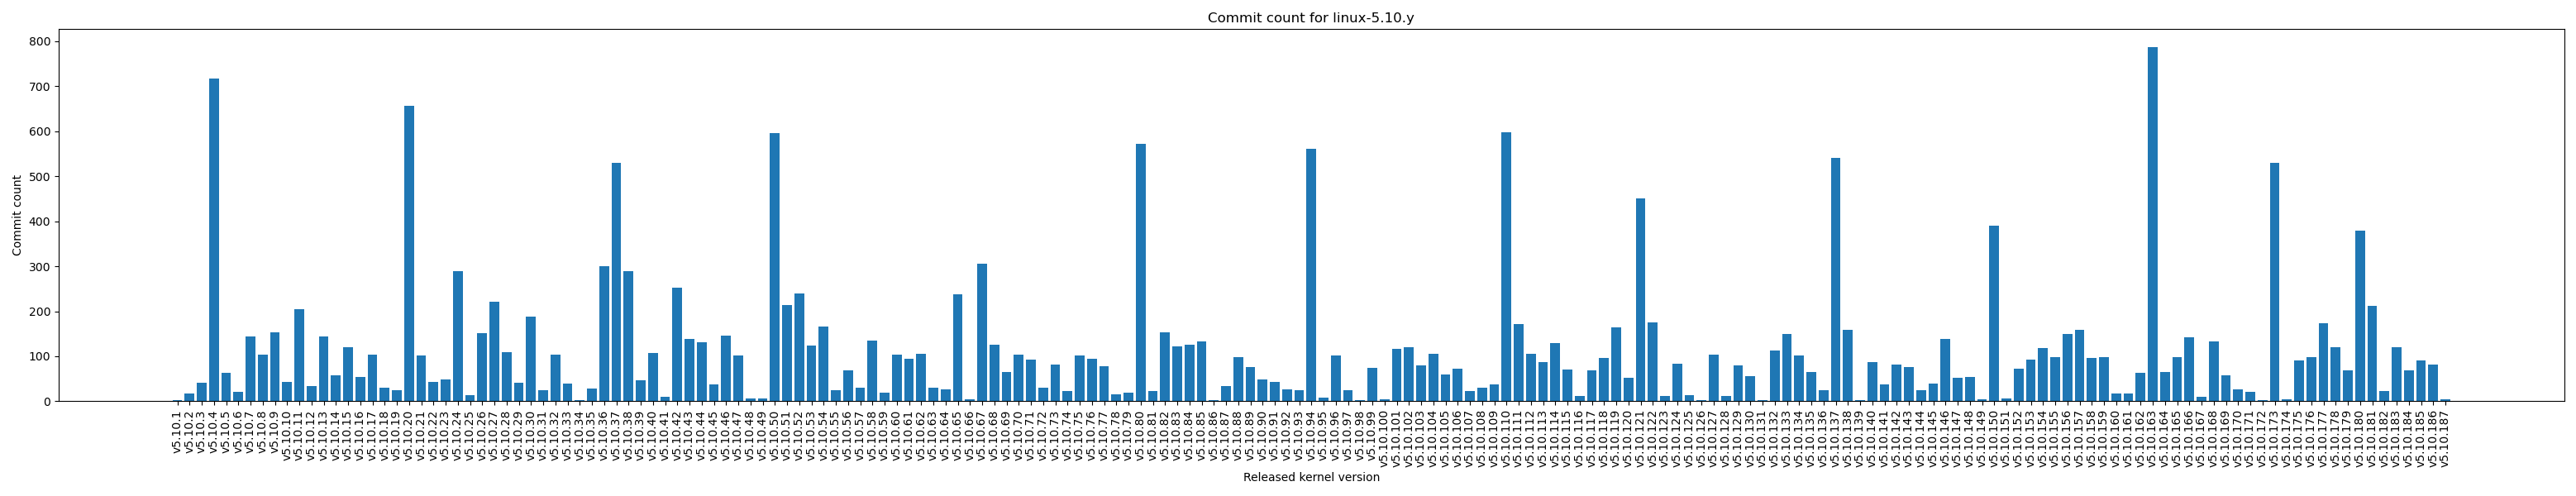 Commit count for linux-5.10.y
800
700
600
500
400
300
200
100
0
Commit count
v5.10.1
v5.10.2
v5.10.3
v5.10.4
v5.10.5
v5.10.6
v5.10.7
v5.10.8
v5.10.9
v5.10.10
v5.10.11
v5.10.12
v5.10.13
v5.10.14
v5.10.15
v5.10.16
v5.10.17
v5.10.18
v5.10.19
v5.10.20
v5.10.21
v5.10.22
v5.10.23
v5.10.24
v5.10.25
v5.10.26
v5.10.27
v5.10.28
v5.10.29
v5.10.30
v5.10.31
v5.10.32
v5.10.33
v5.10.34
v5.10.35
v5.10.36
v5.10.37
v5.10.38
v5.10.39
v5.10.40
v5.10.41
v5.10.42
v5.10.43
v5.10.44
v5.10.45
v5.10.46
v5.10.47
v5.10.48
v5.10.49
v5.10.50
v5.10.51
v5.10.52
v5.10.53
v5.10.54
v5.10.55
v5.10.56
v5.10.57
v5.10.58
v5.10.59
v5.10.60
v5.10.61
v5.10.62
v5.10.63
v5.10.64
v5.10.65
v5.10.66
v5.10.67
v5.10.68
v5.10.69
v5.10.70
v5.10.71
v5.10.72
v5.10.73
v5.10.74
v5.10.75
v5.10.76
v5.10.77
v5.10.78
v5.10.79
v5.10.80
v5.10.81
v5.10.82
v5.10.83
v5.10.84
v5.10.85
v5.10.86
v5.10.87
v5.10.88
v5.10.89
v5.10.90
v5.10.91
v5.10.92
v5.10.93
v5.10.94
v5.10.95
v5.10.96
v5.10.97
v5.10.98
v5.10.99
v5.10.100
v5.10.101
v5.10.102
v5.10.103
v5.10.104
v5.10.105
v5.10.106
v5.10.107
v5.10.108
v5.10.109
v5.10.110
v5.10.111
v5.10.112
v5.10.113
v5.10.114
v5.10.115
v5.10.116
v5.10.117
v5.10.118
v5.10.119
v5.10.120
v5.10.121
v5.10.122
v5.10.123
v5.10.124
v5.10.125
v5.10.126
v5.10.127
v5.10.128
v5.10.129
v5.10.130
v5.10.131
v5.10.132
v5.10.133
v5.10.134
v5.10.135
v5.10.136
v5.10.137
v5.10.138
v5.10.139
v5.10.140
v5.10.141
v5.10.142
v5.10.143
v5.10.144
v5.10.145
v5.10.146
v5.10.147
v5.10.148
v5.10.149
v5.10.150
v5.10.151
v5.10.152
v5.10.153
v5.10.154
v5.10.155
v5.10.156
v5.10.157
v5.10.158
v5.10.159
v5.10.160
v5.10.161
v5.10.162
v5.10.163
v5.10.164
v5.10.165
v5.10.166
v5.10.167
v5.10.168
v5.10.169
v5.10.170
v5.10.171
v5.10.172
v5.10.173
v5.10.174
v5.10.175
v5.10.176
v5.10.177
v5.10.178
v5.10.179
v5.10.180
v5.10.181
v5.10.182
v5.10.183
v5.10.184
v5.10.185
v5.10.186
v5.10.187
Released kernel version